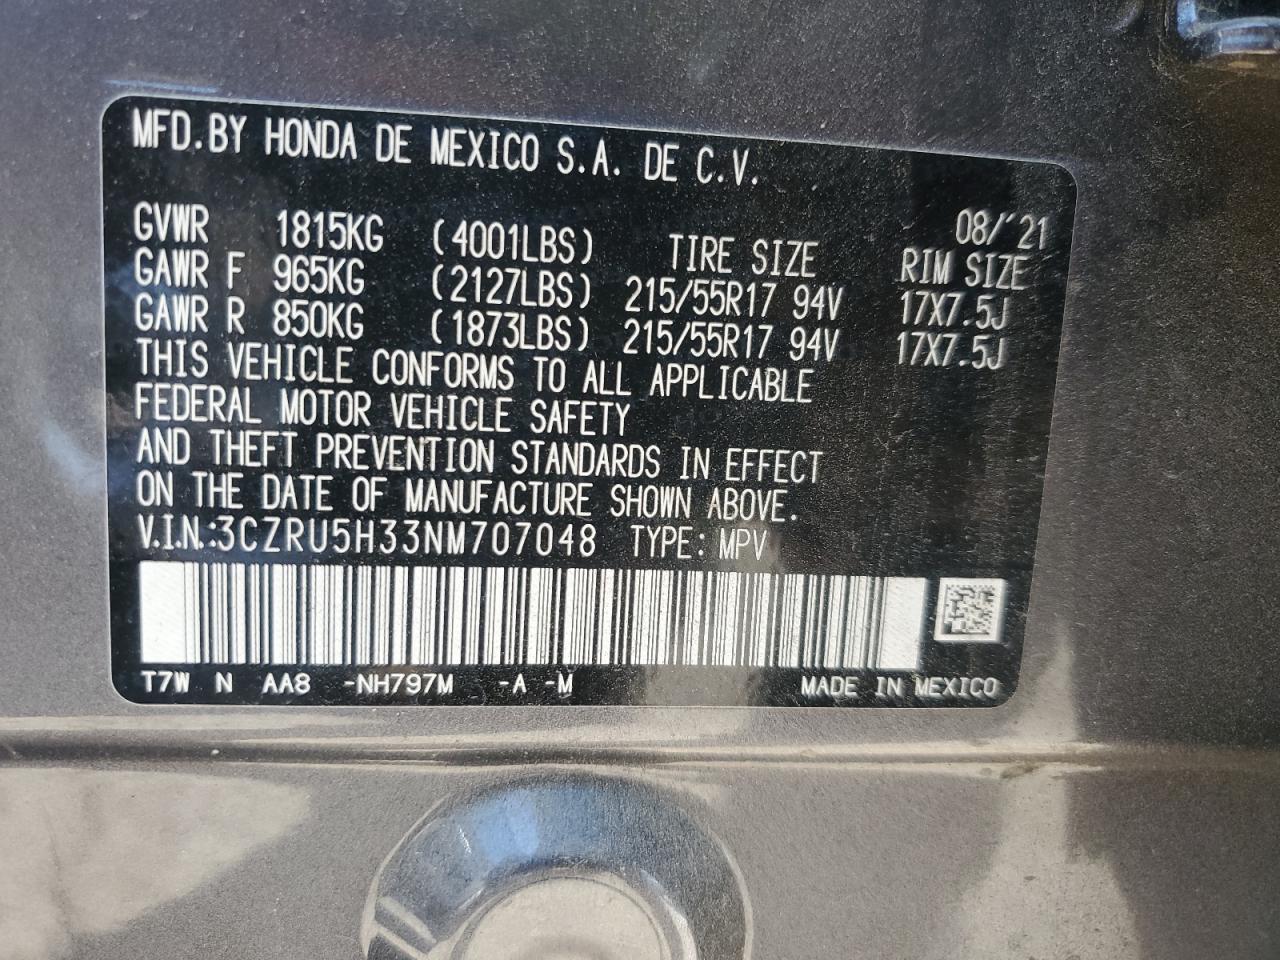 MFD.BY HONDA DE MEXICO S.A. DE C.V.
08/'21
GVWR 1815KG (4001LBS) TIRE SIZE RIM SIZE
GAWR F 965KG (2127LBS) 215/55R17 94V 17X7.5J
GAWR R 850KG (1873LBS) 215/55R17 94V 17X7.5J
THIS VEHICLE CONFORMS TO ALL APPLICABLE
FEDERAL MOTOR VEHICLE SAFETY
AND THEFT PREVENTION STANDARDS IN EFFECT
ON THE DATE OF MANUFACTURE SHOWN ABOVE.
V.I.N.:3CZRU5H33NM707048 TYPE: MPV
T7W N AA8 -NH797M -A -M MADE IN MEXICO